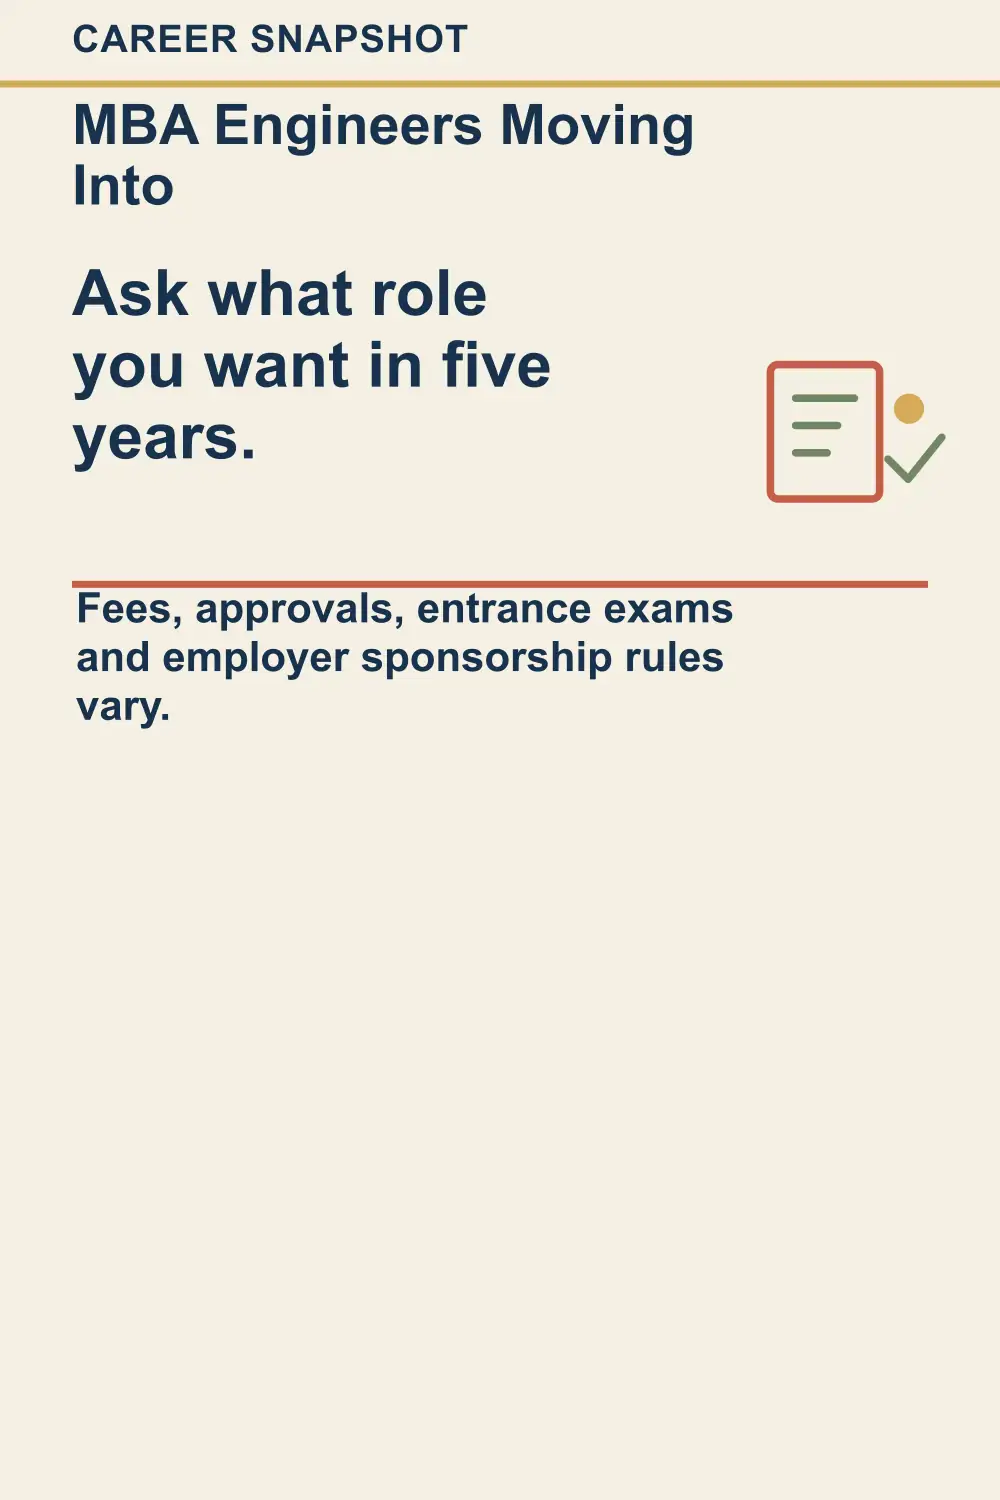 CAREER SNAPSHOT
MBA Engineers Moving
Into
Ask what role
you want in five
years.
Fees, approvals, entrance exams
and employer sponsorship rules
vary.